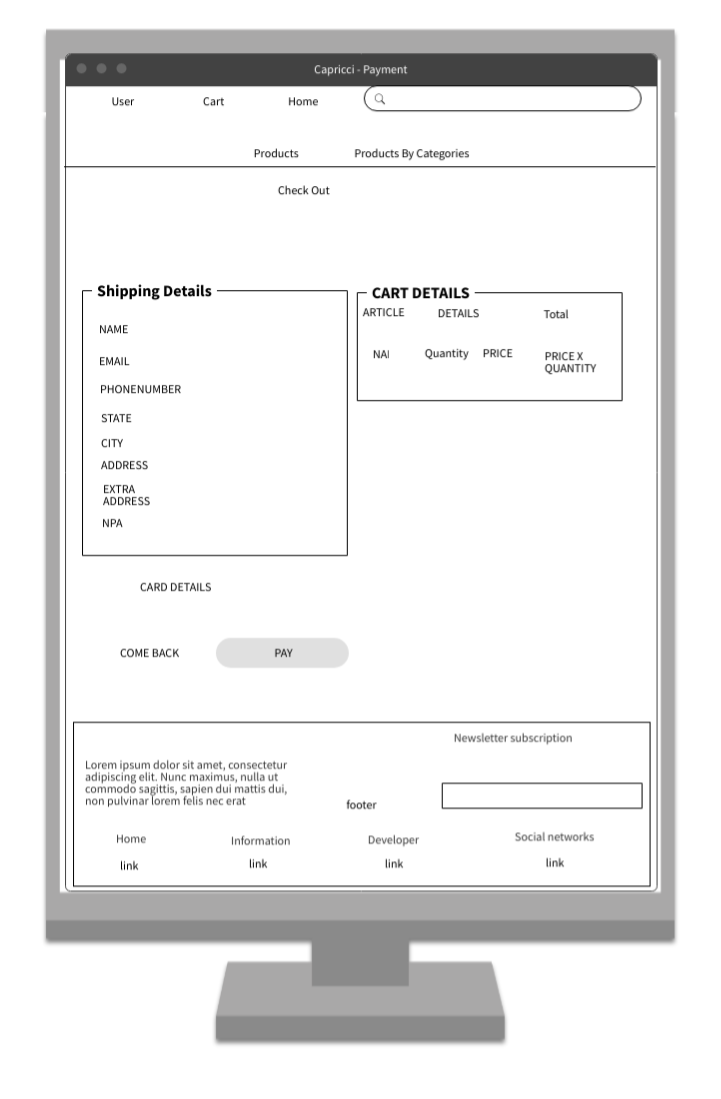 Capricci - Payment
User Cart Home
Products Products By Categories
Check Out
Shipping Details
NAME
EMAIL
PHONENUMBER
STATE
CITY
ADDRESS
EXTRA
ADDRESS
NPA
CART DETAILS
ARTICLE DETAILS Total
Quantity PRICE PRICE X
QUANTITY
CARD DETAILS
COME BACK PAY
Newsletter subscription
Lorem ipsum dolor sit amet, consectetur
adipiscing elit. Nunc maximus, nulla ut
commodo sagittis, sapien dui mattis dui,
non pulvinar lorem felis nec erat
footer
Home Information Developer Social networks
link link link link